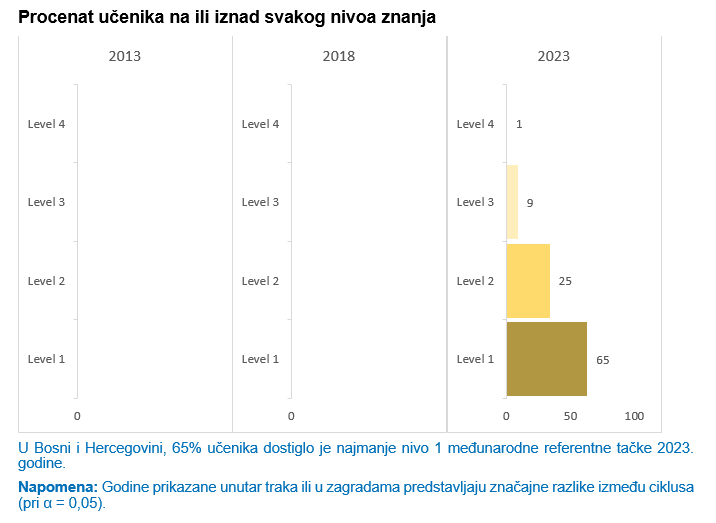 Procenat učenika na ili iznad svakog nivoa znanja
2013
2018
2023
Level 4
Level 4
Level 4
1
Level 3
Level 3
Level 3
9
Level 2
Level 2
Level 2
25
Level 1
Level 1
Level 1
65
0
0
0
50
100
U Bosni i Hercegovini, 65% učenika dostiglo je najmanje nivo 1 međunarodne referentne tačke 2023.
godine.
Napomena: Godine prikazane unutar traka ili u zagradama predstavljaju značajne razlike između ciklusa
(pri α = 0,05).